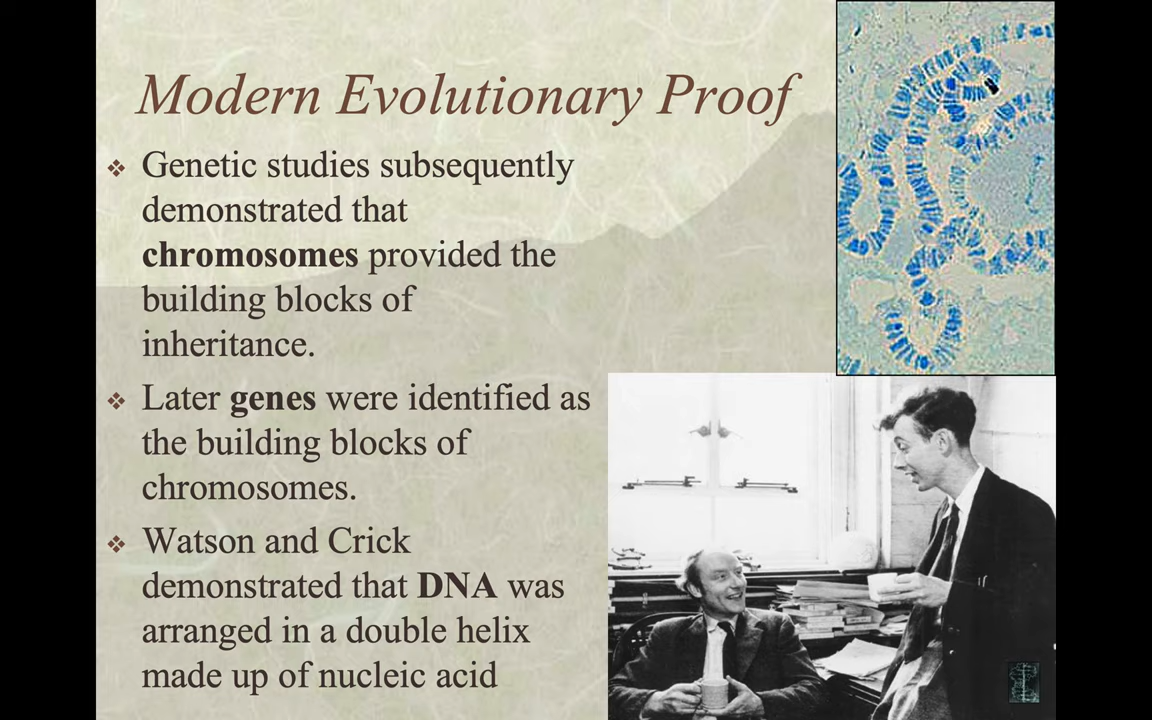 Modern Evolutionary Proof
Genetic studies subsequently
demonstrated that
chromosomes provided the
building blocks of
inheritance.
Later genes were identified as
the building blocks of
chromosomes.
Watson and Crick
demonstrated that DNA was
arranged in a double helix
made up of nucleic acid